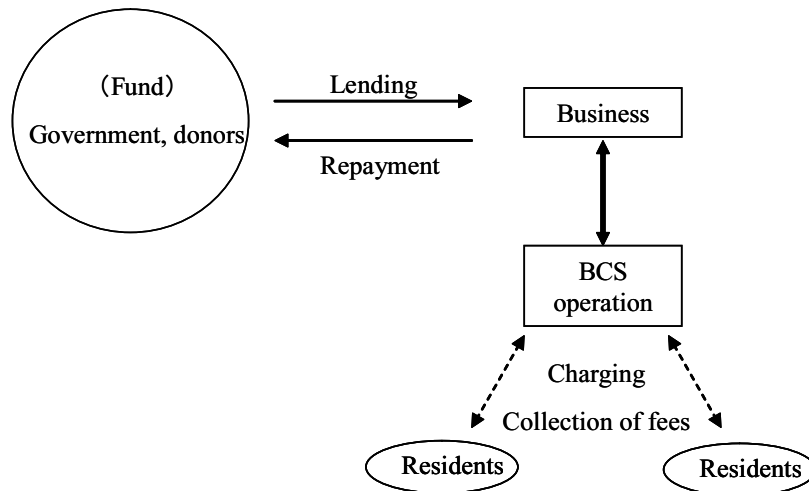 （Fund）
Government, donors
Lending
Repayment
Business
BCS
operation
Charging
Collection of fees
Residents
Residents